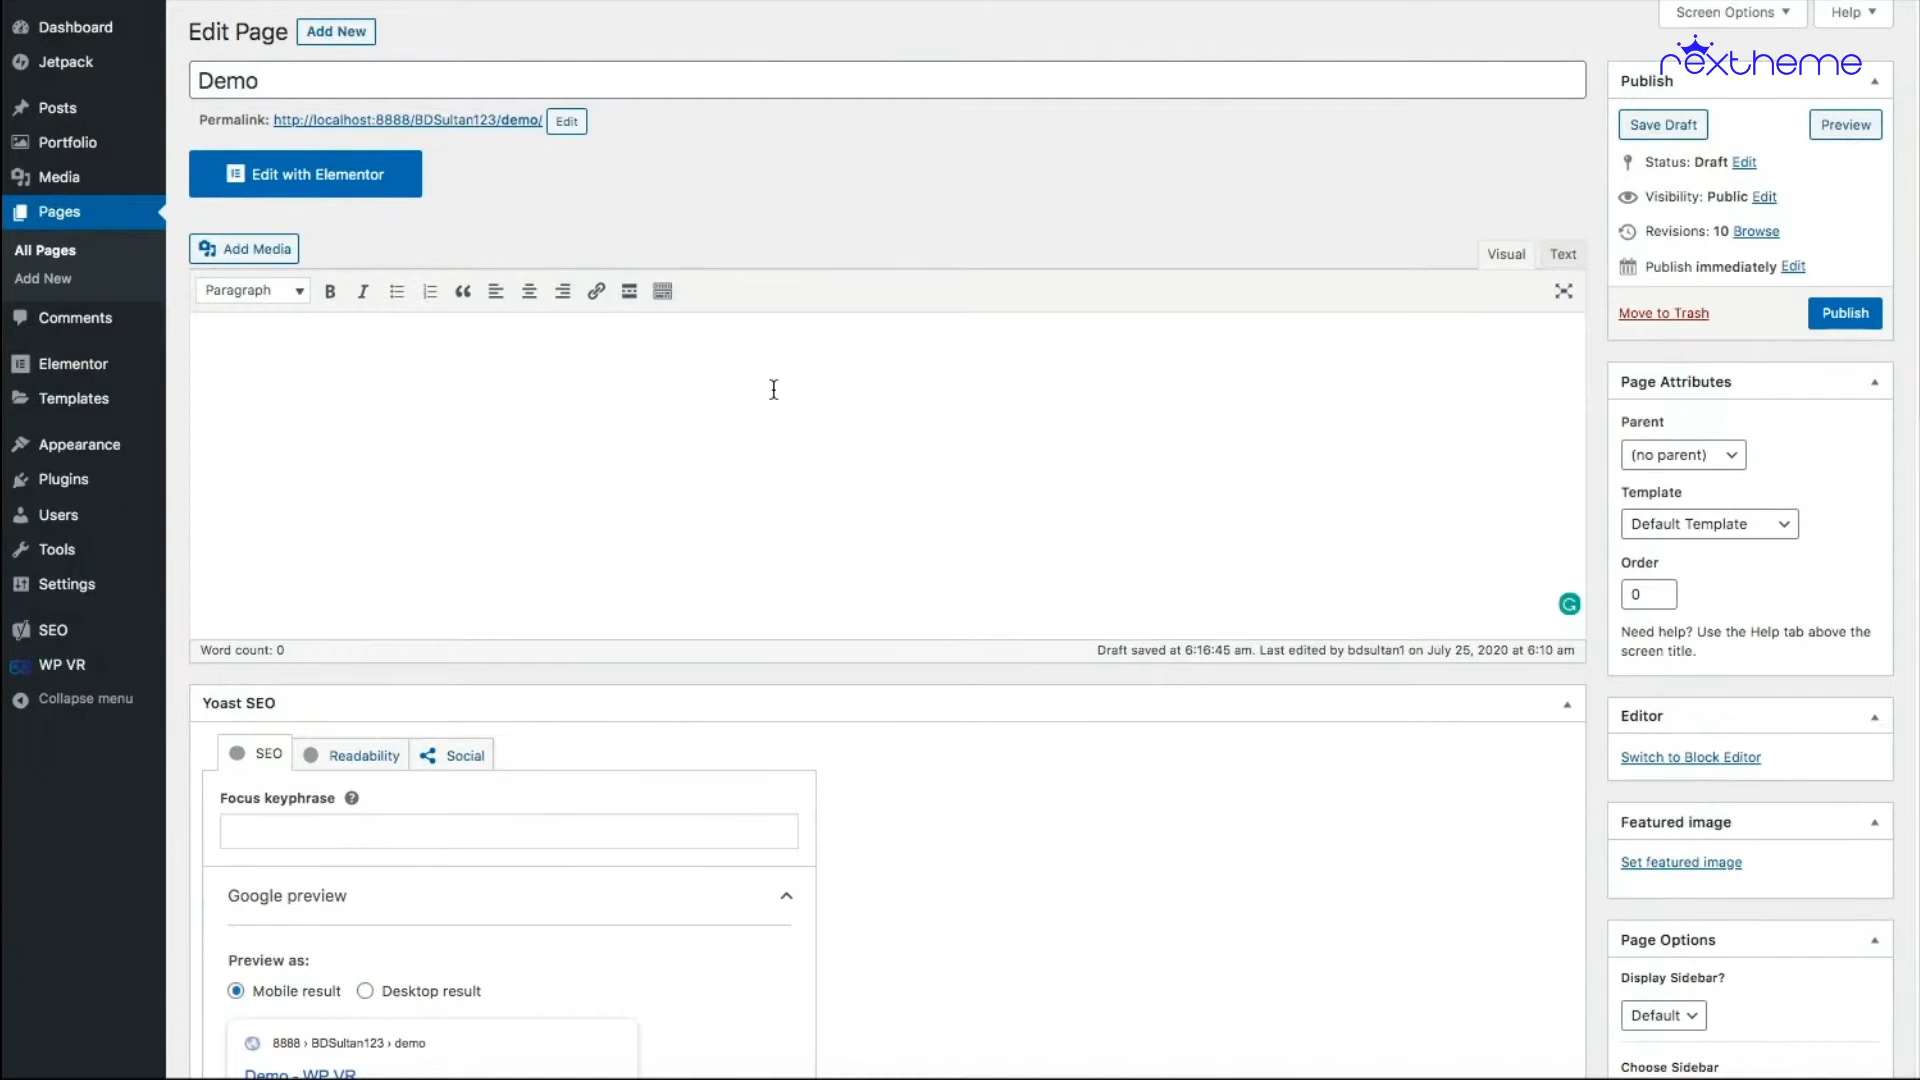 Dashboard
Jetpack
Posts
Portfolio
Media
Pages
All Pages
Add New
Comments
Elementor
Templates
Appearance
Plugins
Users
Tools
Settings
SEO
WP VR
Collapse menu
Screen Options
Help
rextheme
Edit Page
Add New
Demo
Permalink: http://localhost:8888/BDSultan123/demo/
Edit
Edit with Elementor
Add Media
Visual
Text
Paragraph
Word count: 0
Draft saved at 6:16:45 am. Last edited by bdsultan1 on July 25, 2020 at 6:10 am
Yoast SEO
SEO
Readability
Social
Focus keyphrase
Google preview
Preview as:
Mobile result
Desktop result
8888 › BDSultan123 › demo
Demo - WP VR
Publish
Save Draft
Preview
Status: Draft Edit
Visibility: Public Edit
Revisions: 10 Browse
Publish immediately Edit
Move to Trash
Publish
Page Attributes
Parent
(no parent)
Template
Default Template
Order
0
Need help? Use the Help tab above the
screen title.
Editor
Switch to Block Editor
Featured image
Set featured image
Page Options
Display Sidebar?
Default
Choose Sidebar